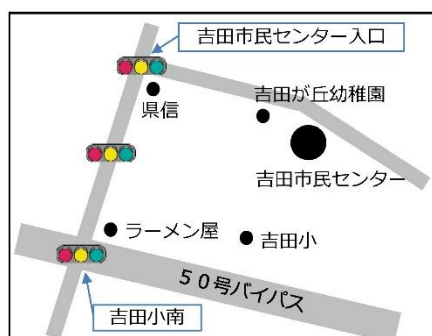 吉田市民センター入口
吉田が丘幼稚園
県信
吉田市民センター
ラーメン屋
吉田小
５０号バイパス
吉田小南